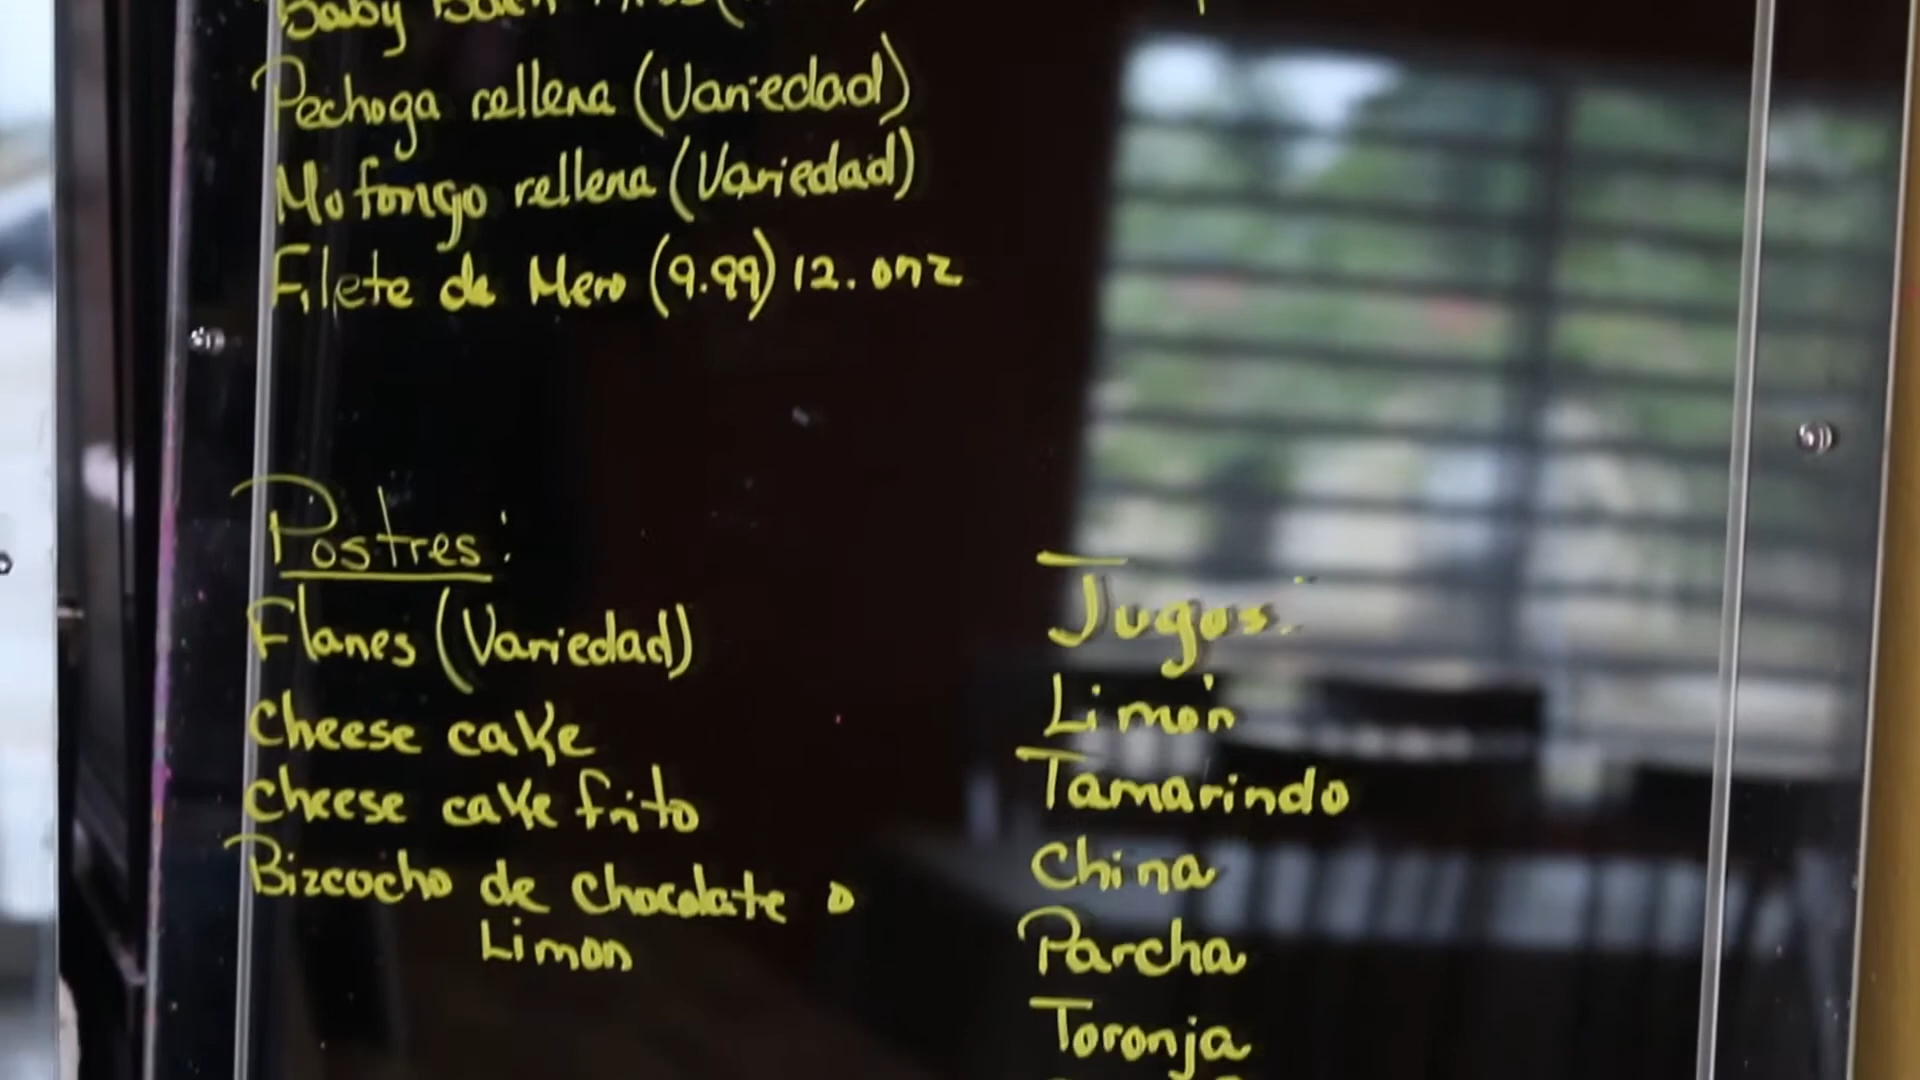 Baby
Pechoga rellena (Variedad)
Mofongo rellena (Variedad)
Filete de Mero (9.99) 12.onz
Postres:
Flanes (Variedad)
Cheese cake
Cheese cake frito
Bizcocho de chocolate o
Limon
Jugos:
Limón
Tamarindo
China
Parcha
Toronja